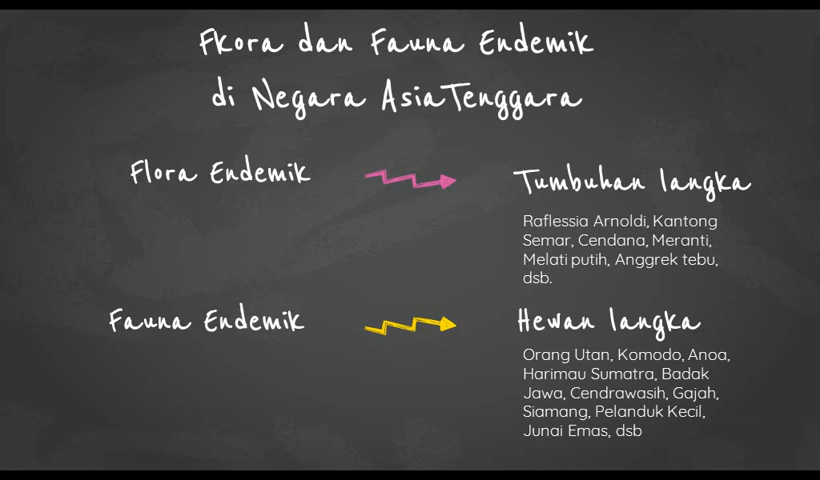 Fkora dan Fauna Endemik
di Negara AsiaTenggara
Flora Endemik
Tumbuhan langka
Raflessia Arnoldi, Kantong
Semar, Cendana, Meranti,
Melati putih, Anggrek tebu,
dsb.
Fauna Endemik
Hewan langka
Orang Utan, Komodo, Anoa,
Harimau Sumatra, Badak
Jawa, Cendrawasih, Gajah,
Siamang, Pelanduk Kecil,
Junai Emas, dsb